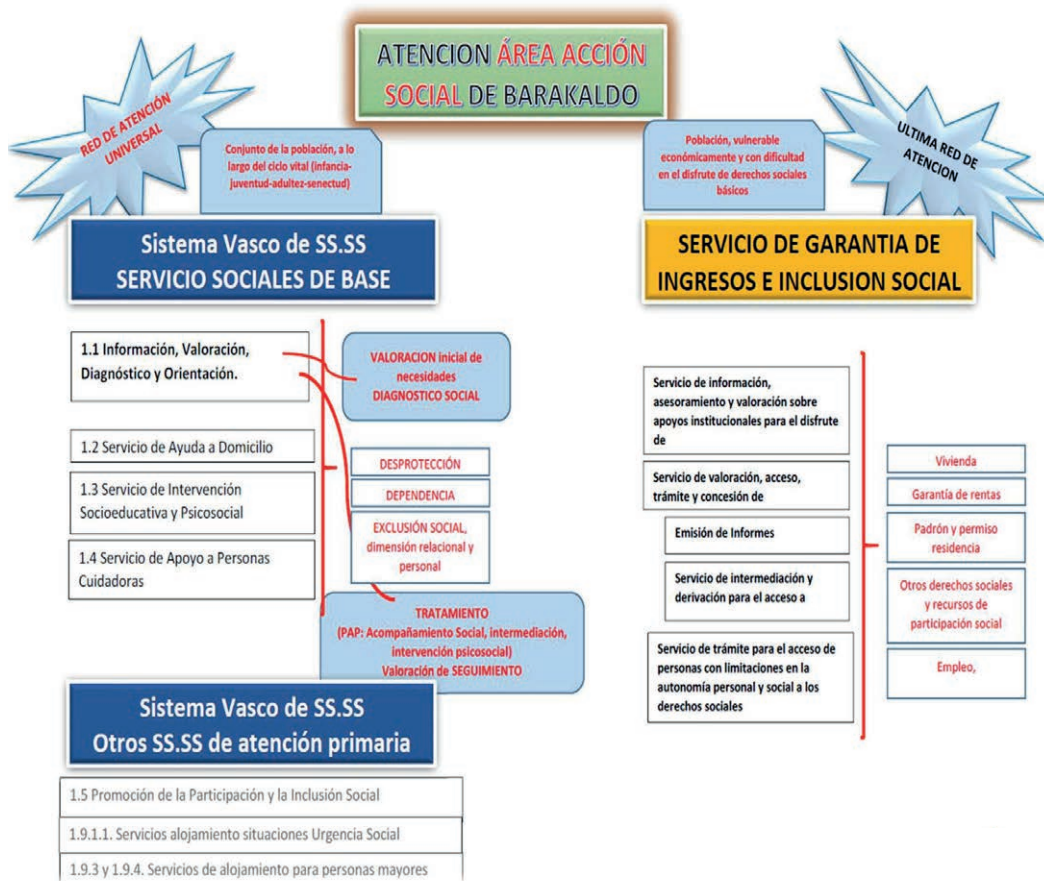 ATENCION ÁREA ACCIÓN
SOCIAL DE BARAKALDO
RED DE ATENCIÓN
UNIVERSAL
Conjunto de la población, a lo
largo del ciclo vital (infancia-
juventud-adultez-senectud)
Sistema Vasco de SS.SS
SERVICIO SOCIALES DE BASE
1.1 Información, Valoración,
Diagnóstico y Orientación.
VALORACION inicial de
necesidades
DIAGNOSTICO SOCIAL
1.2 Servicio de Ayuda a Domicilio
1.3 Servicio de Intervención
Socioeducativa y Psicosocial
1.4 Servicio de Apoyo a Personas
Cuidadoras
DESPROTECCIÓN
DEPENDENCIA
EXCLUSIÓN SOCIAL,
dimensión relacional y
personal
TRATAMIENTO
(PAP: Acompañamiento Social, intermediación,
intervención psicosocial)
Valoración de SEGUIMIENTO
Sistema Vasco de SS.SS
Otros SS.SS de atención primaria
1.5 Promoción de la Participación y la Inclusión Social
1.9.1.1. Servicios alojamiento situaciones Urgencia Social
1.9.3 y 1.9.4. Servicios de alojamiento para personas mayores
Población, vulnerable
económicamente y con dificultad
en el disfrute de derechos sociales
básicos
ULTIMA RED DE
ATENCION
SERVICIO DE GARANTIA DE
INGRESOS E INCLUSION SOCIAL
Servicio de información,
asesoramiento y valoración sobre
apoyos institucionales para el disfrute
de
Servicio de valoración, acceso,
trámite y concesión de
Emisión de Informes
Servicio de intermediación y
derivación para el acceso a
Servicio de trámite para el acceso de
personas con limitaciones en la
autonomía personal y social a los
derechos sociales
Vivienda
Garantía de rentas
Padrón y permiso
residencia
Otros derechos sociales
y recursos de
participación social
Empleo,